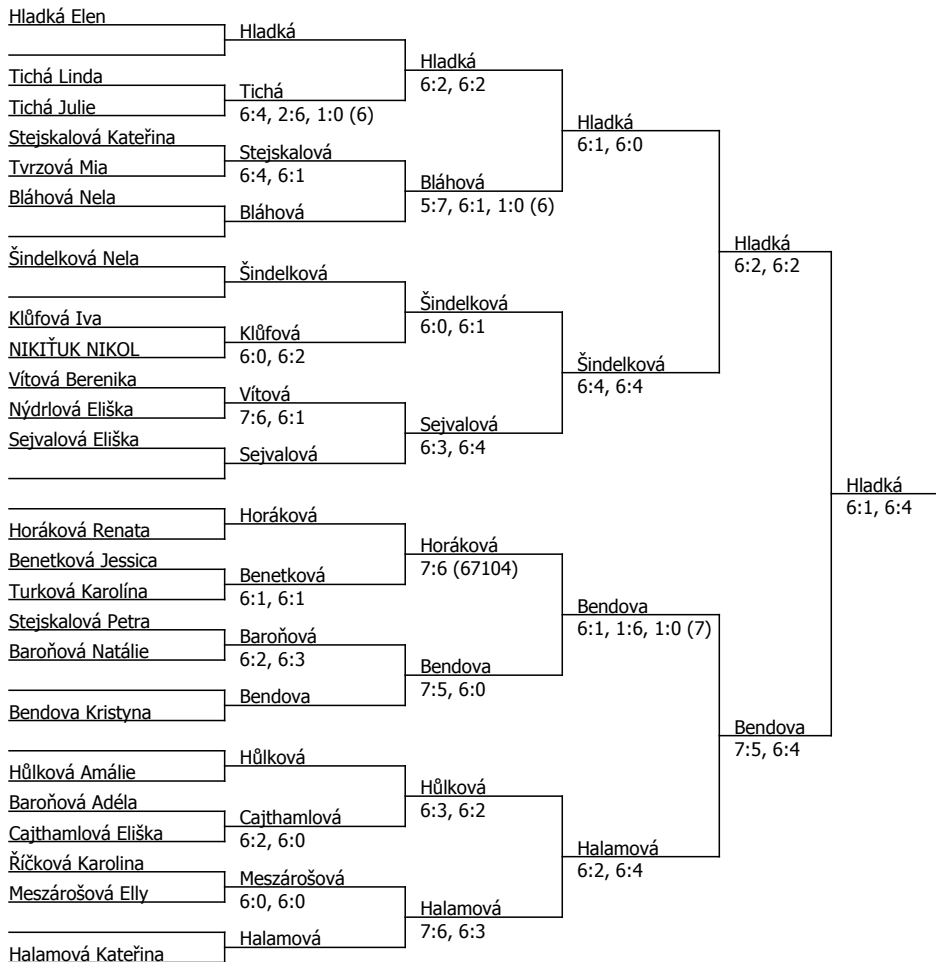 Hladká Elen
Hladká
Hladká
6:2, 6:2
Tichá Linda
Tichá
Tichá Julie
6:4, 2:6, 1:0 (6)
Hladká
6:1, 6:0
Stejskalová Kateřina
Stejskalová
Tvrzová Mia
6:4, 6:1
Bláhová
5:7, 6:1, 1:0 (6)
Bláhová Nela
Bláhová
Hladká
6:2, 6:2
Šindelková Nela
Šindelková
Šindelková
6:0, 6:1
Klůfová Iva
Klůfová
NIKIŤUK NIKOL
6:0, 6:2
Šindelková
6:4, 6:4
Vítová Berenika
Vítová
Nýdrlová Eliška
7:6, 6:1
Sejvalová
6:3, 6:4
Sejvalová Eliška
Sejvalová
Hladká
6:1, 6:4
Horáková
Horáková Renata
Horáková
7:6 (67104)
Benetková Jessica
Benetková
Turková Karolína
6:1, 6:1
Bendova
6:1, 1:6, 1:0 (7)
Stejskalová Petra
Baroňová
Baroňová Natálie
6:2, 6:3
Bendova
7:5, 6:0
Bendova
Bendova Kristyna
Bendova
7:5, 6:4
Hůlková
Hůlková Amálie
Hůlková
6:3, 6:2
Baroňová Adéla
Cajthamlová
Cajthamlová Eliška
6:2, 6:0
Halamová
6:2, 6:4
Říčková Karolina
Meszárošová
Meszárošová Elly
6:0, 6:0
Halamová
7:6, 6:3
Halamová
Halamová Kateřina